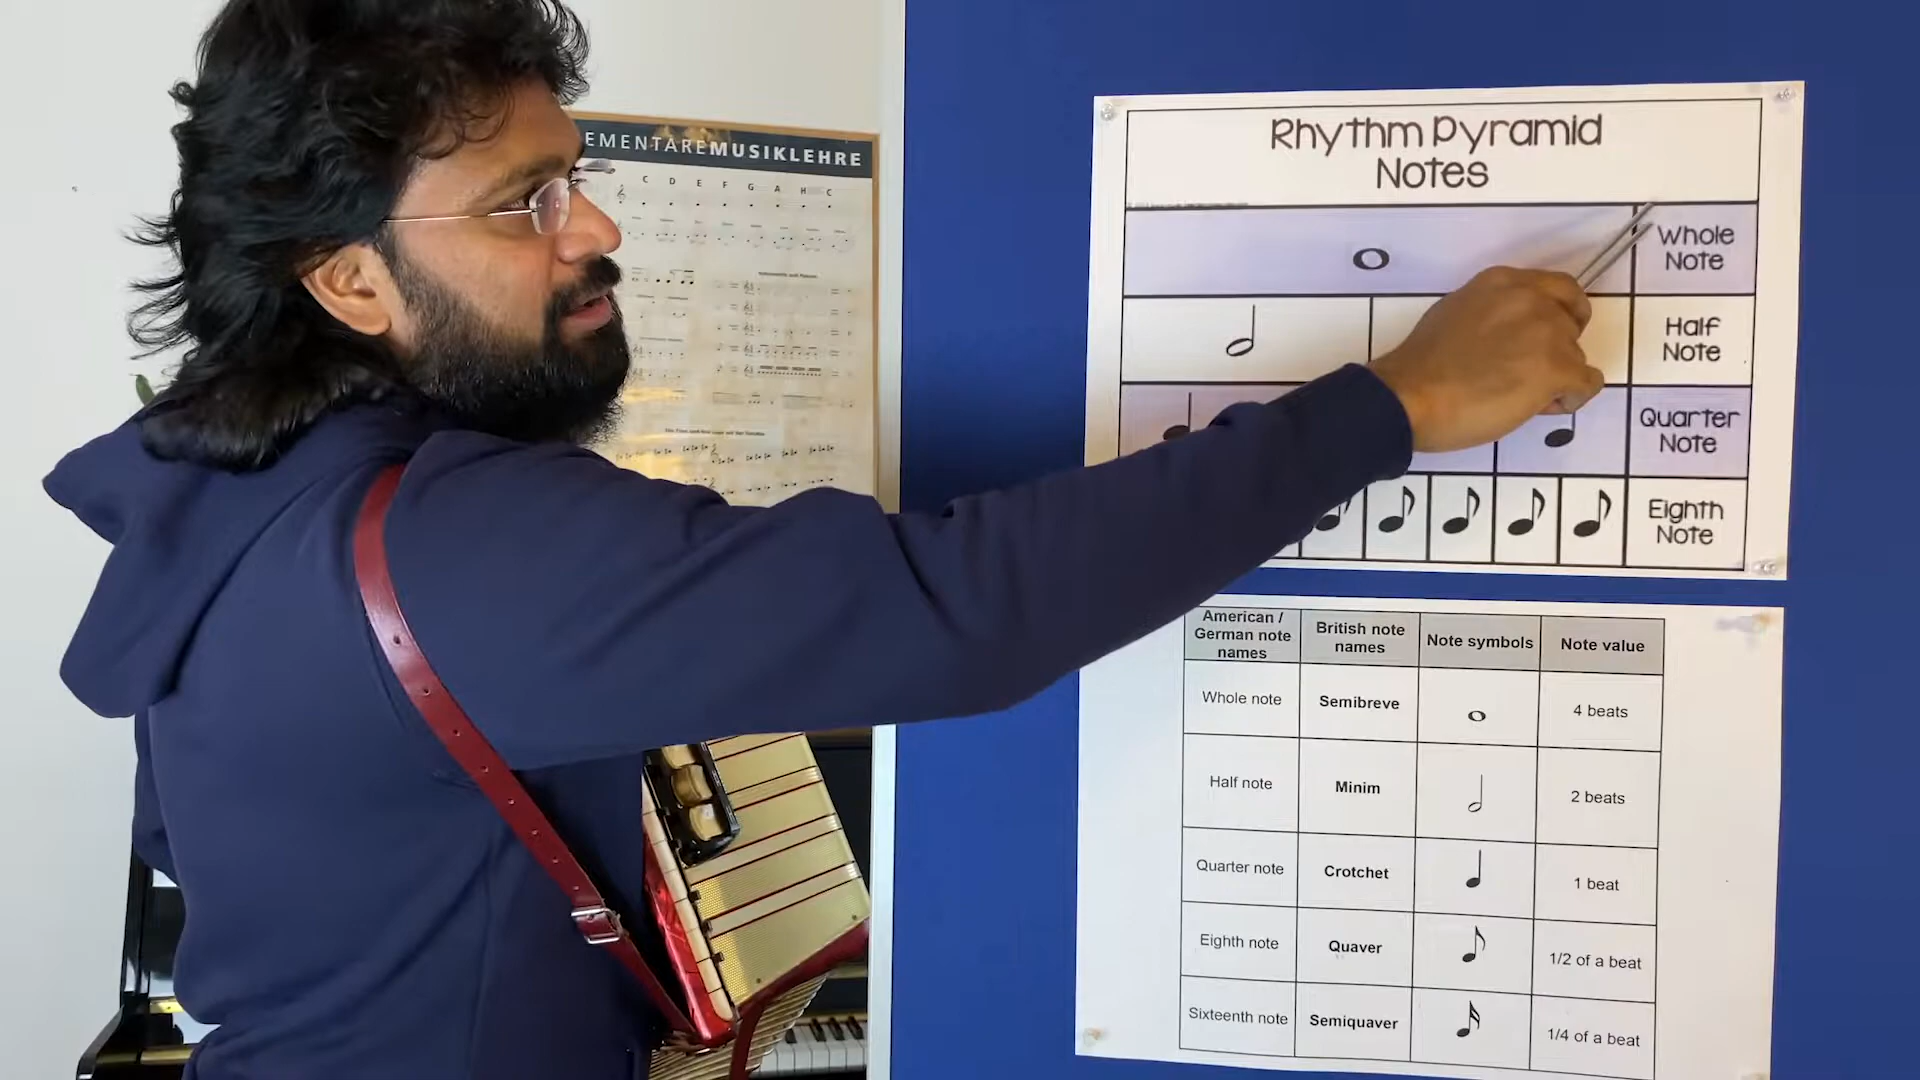 EMENTAREMUSIKLEHRE
C D E F G A H C
Rhythm Pyramid
Notes
Whole
Note
Half
Note
Quarter
Note
Eighth
Note
American /
German note
names
British note
names
Note symbols
Note value
Whole note
Semibreve
4 beats
Half note
Minim
2 beats
Quarter note
Crotchet
1 beat
Eighth note
Quaver
1/2 of a beat
Sixteenth note
Semiquaver
1/4 of a beat